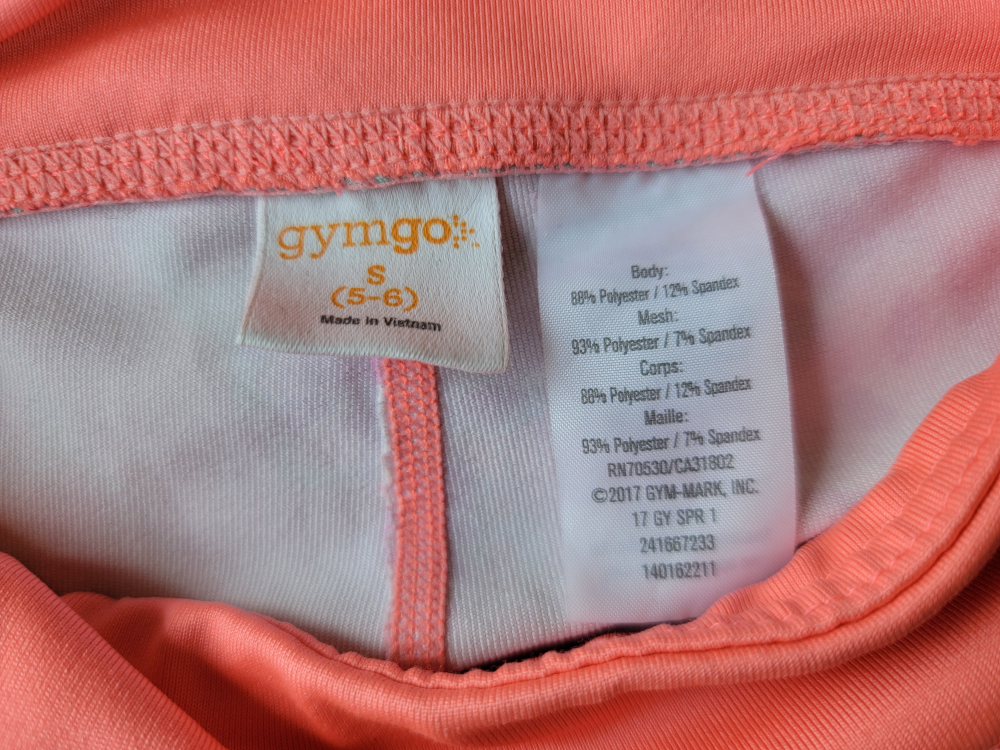 gymgo
S
(5-6)
Made in Vietnam
Body:
88% Polyester / 12% Spandex
Mesh:
93% Polyester / 7% Spandex
Corps:
88% Polyester / 12% Spandex
Maille:
93% Polyester / 7% Spandex
RN70530/CA31802
©2017 GYM-MARK, INC.
17 GY SPR 1
241667233
140162211